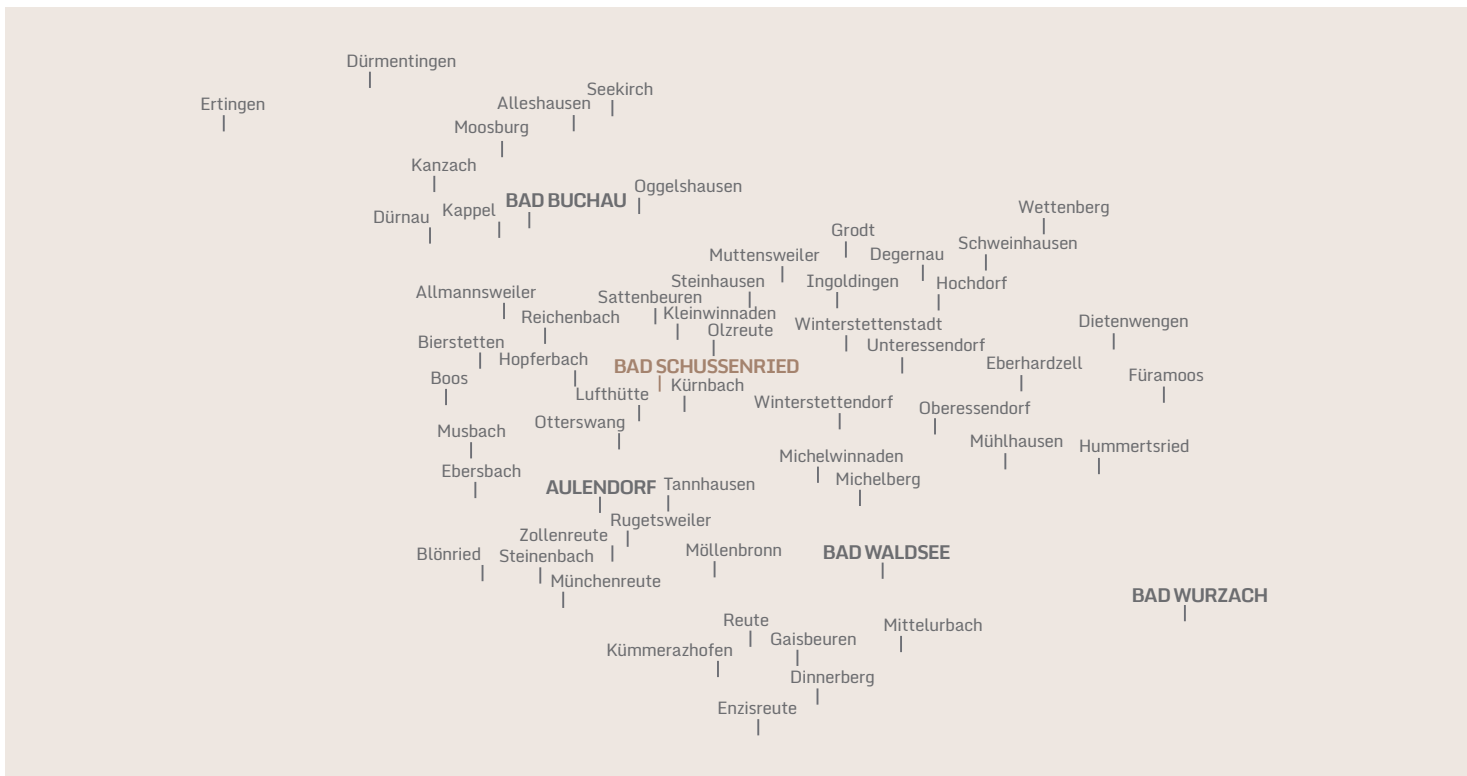 Dürmentingen
Seekirch
Ertingen
Alleshausen
Moosburg
Kanzach
Oggelshausen
BAD BUCHAU
Kappel
Dürnau
Wettenberg
Grodt
Schweinhausen
Muttensweiler
Degernau
Steinhausen
Ingoldingen
Hochdorf
Allmannsweiler
Sattenbeuren
Kleinwinnaden
Reichenbach
Dietenwengen
Winterstettenstadt
Olzreute
Bierstetten
Unteressendorf
Hopferbach
Eberhardzell
BAD SCHUSSENRIED
Füramoos
Boos
Kürnbach
Lufthütte
Winterstettendorf
Oberessendorf
Otterswang
Musbach
Mühlhausen
Hummertsried
Michelwinnaden
Ebersbach
Michelberg
Tannhausen
AULENDORF
Rugetsweiler
Zollenreute
Möllenbronn
BAD WALDSEE
Blönried
Steinenbach
Münchenreute
BAD WURZACH
Reute
Mittelurbach
Gaisbeuren
Kümmerazhofen
Dinnerberg
Enzisreute